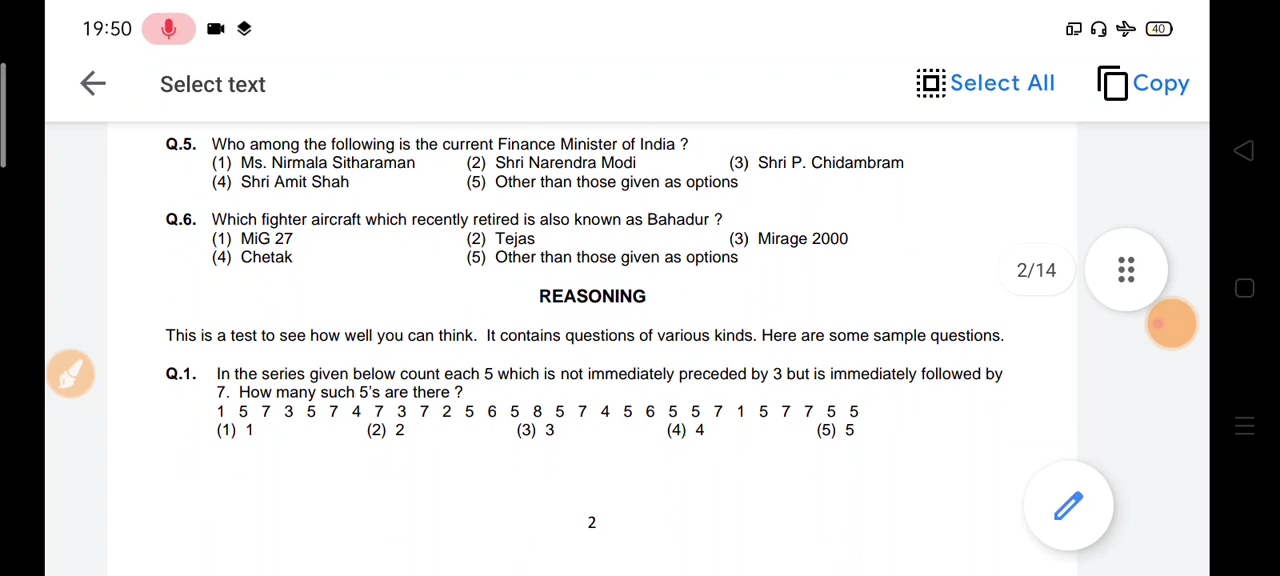 19:50
40
Select text
Select All
Copy
Q.5. Who among the following is the current Finance Minister of India ?
(1) Ms. Nirmala Sitharaman (2) Shri Narendra Modi (3) Shri P. Chidambram
(4) Shri Amit Shah (5) Other than those given as options
Q.6. Which fighter aircraft which recently retired is also known as Bahadur ?
(1) MiG 27 (2) Tejas (3) Mirage 2000
(4) Chetak (5) Other than those given as options
2/14
REASONING
This is a test to see how well you can think. It contains questions of various kinds. Here are some sample questions.
Q.1. In the series given below count each 5 which is not immediately preceded by 3 but is immediately followed by
7. How many such 5's are there ?
1 5 7 3 5 7 4 7 3 7 2 5 6 5 8 5 7 4 5 6 5 5 7 1 5 7 7 5 5
(1) 1 (2) 2 (3) 3 (4) 4 (5) 5
2